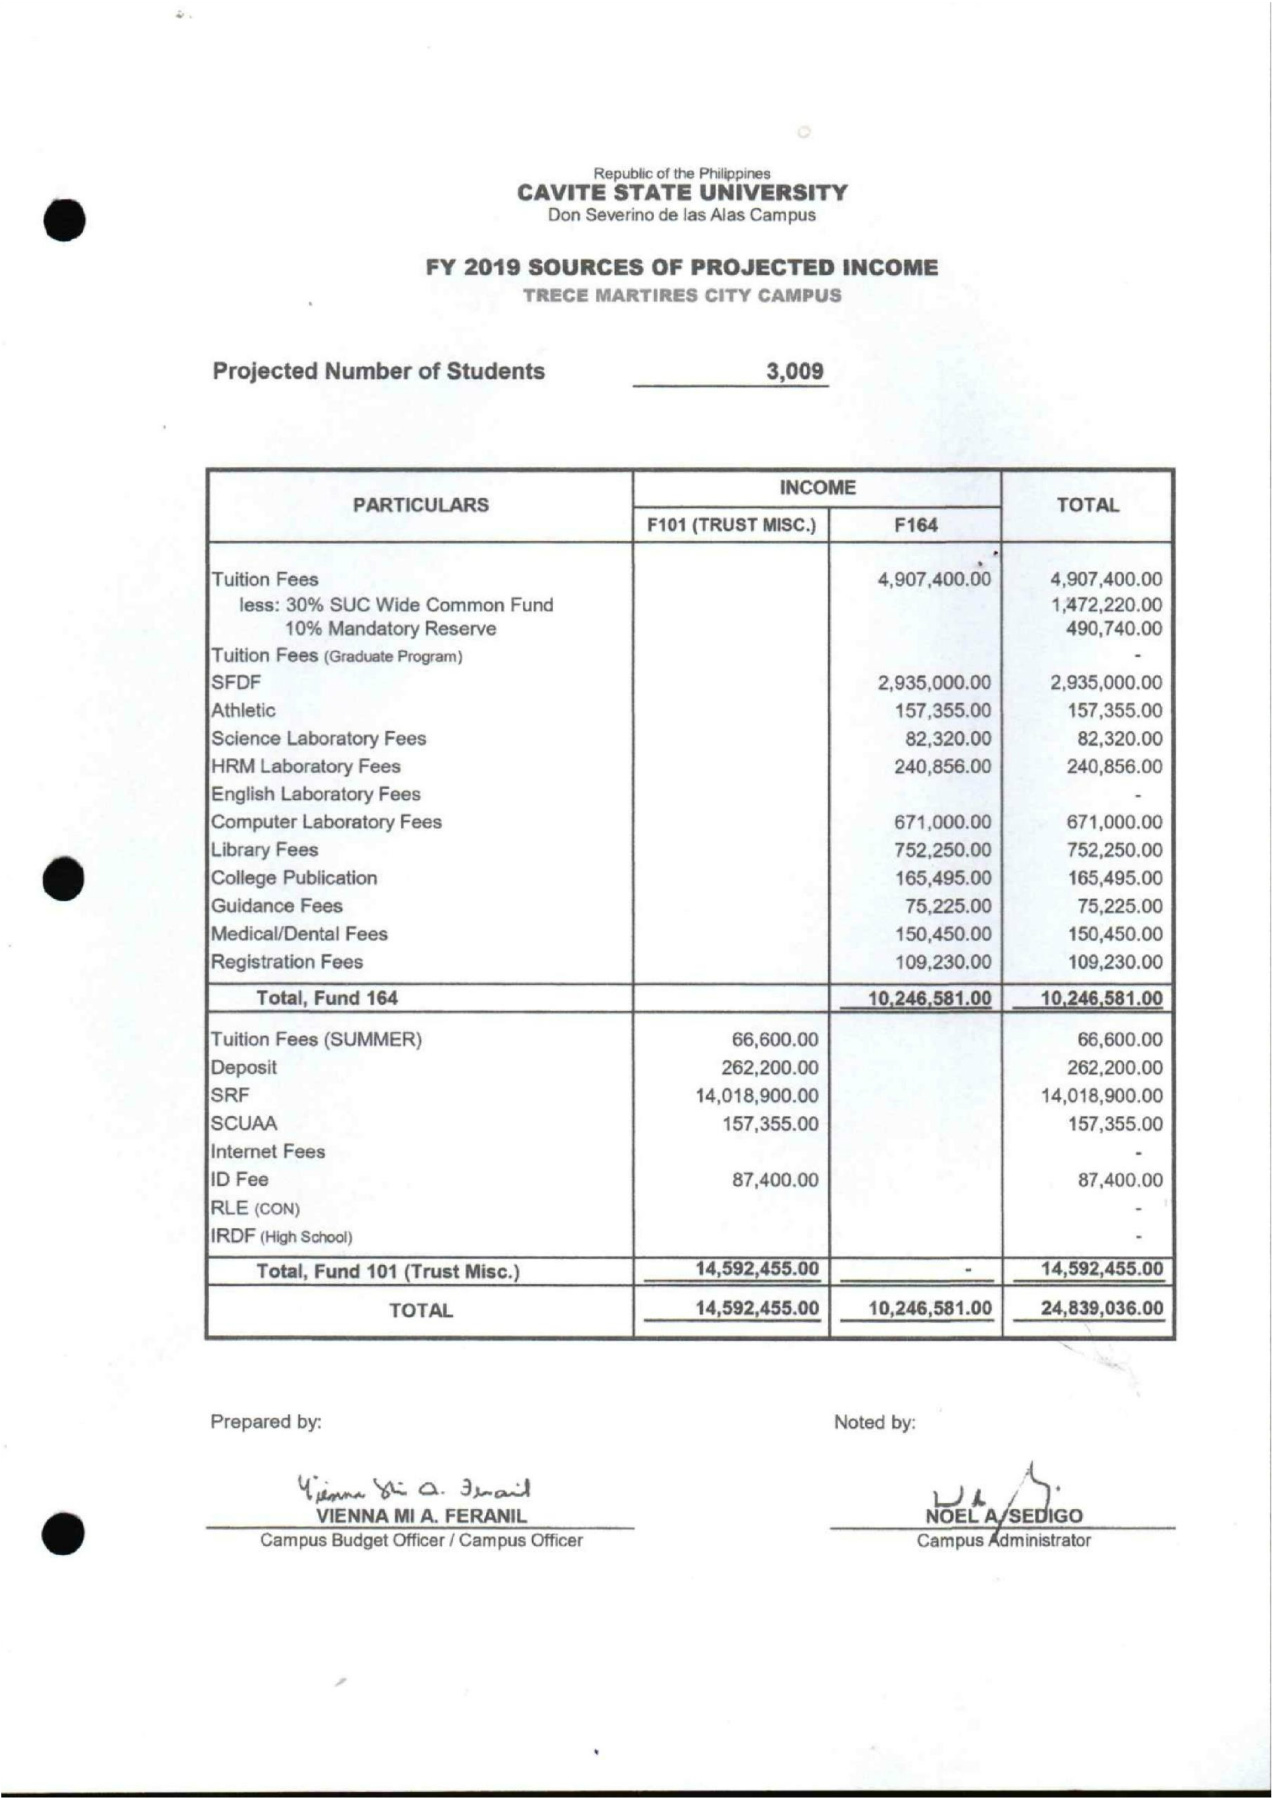 Republic of the Philippines
CAVITE STATE UNIVERSITY
Don Severino de las Alas Campus
FY 2019 SOURCES OF PROJECTED INCOME
TRECE MARTIRES CITY CAMPUS
Projected Number of Students 3,009
PARTICULARS INCOME TOTAL
F101 (TRUST MISC.) F164
Tuition Fees 4,907,400.00 4,907,400.00
less: 30% SUC Wide Common Fund 1,472,220.00
10% Mandatory Reserve 490,740.00
Tuition Fees (Graduate Program) -
SFDF 2,935,000.00 2,935,000.00
Athletic 157,355.00 157,355.00
Science Laboratory Fees 82,320.00 82,320.00
HRM Laboratory Fees 240,856.00 240,856.00
English Laboratory Fees -
Computer Laboratory Fees 671,000.00 671,000.00
Library Fees 752,250.00 752,250.00
College Publication 165,495.00 165,495.00
Guidance Fees 75,225.00 75,225.00
Medical/Dental Fees 150,450.00 150,450.00
Registration Fees 109,230.00 109,230.00
Total, Fund 164 10,246,581.00 10,246,581.00
Tuition Fees (SUMMER) 66,600.00 66,600.00
Deposit 262,200.00 262,200.00
SRF 14,018,900.00 14,018,900.00
SCUAA 157,355.00 157,355.00
Internet Fees -
ID Fee 87,400.00 87,400.00
RLE (CON) -
IRDF (High School) -
Total, Fund 101 (Trust Misc.) 14,592,455.00 - 14,592,455.00
TOTAL 14,592,455.00 10,246,581.00 24,839,036.00
Prepared by: Noted by:
Vienna Mi A. Feranil
VIENNA MI A. FERANIL NOEL A. SEDIGO
Campus Budget Officer / Campus Officer Campus Administrator